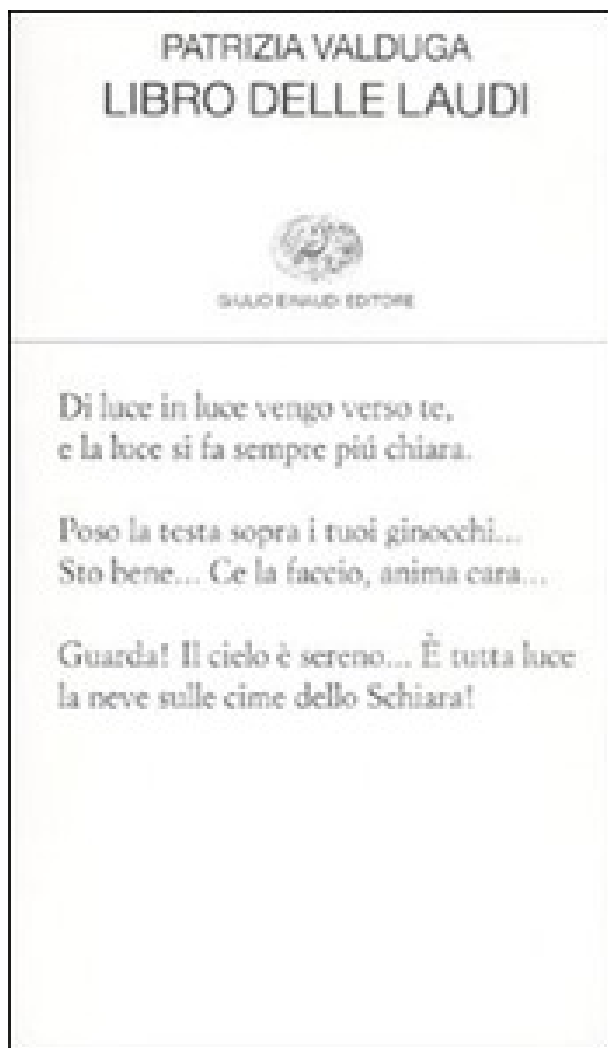 PATRIZIA VALDUGA
LIBRO DELLE LAUDI
GIULIO EINAUDI EDITORE
Di luce in luce vengo verso te,
e la luce si fa sempre piú chiara.
Poso la testa sopra i tuoi ginocchi...
Sto bene... Ce la faccio, anima cara...
Guarda! Il cielo è sereno... È tutta luce
la neve sulle cime dello Schiara!